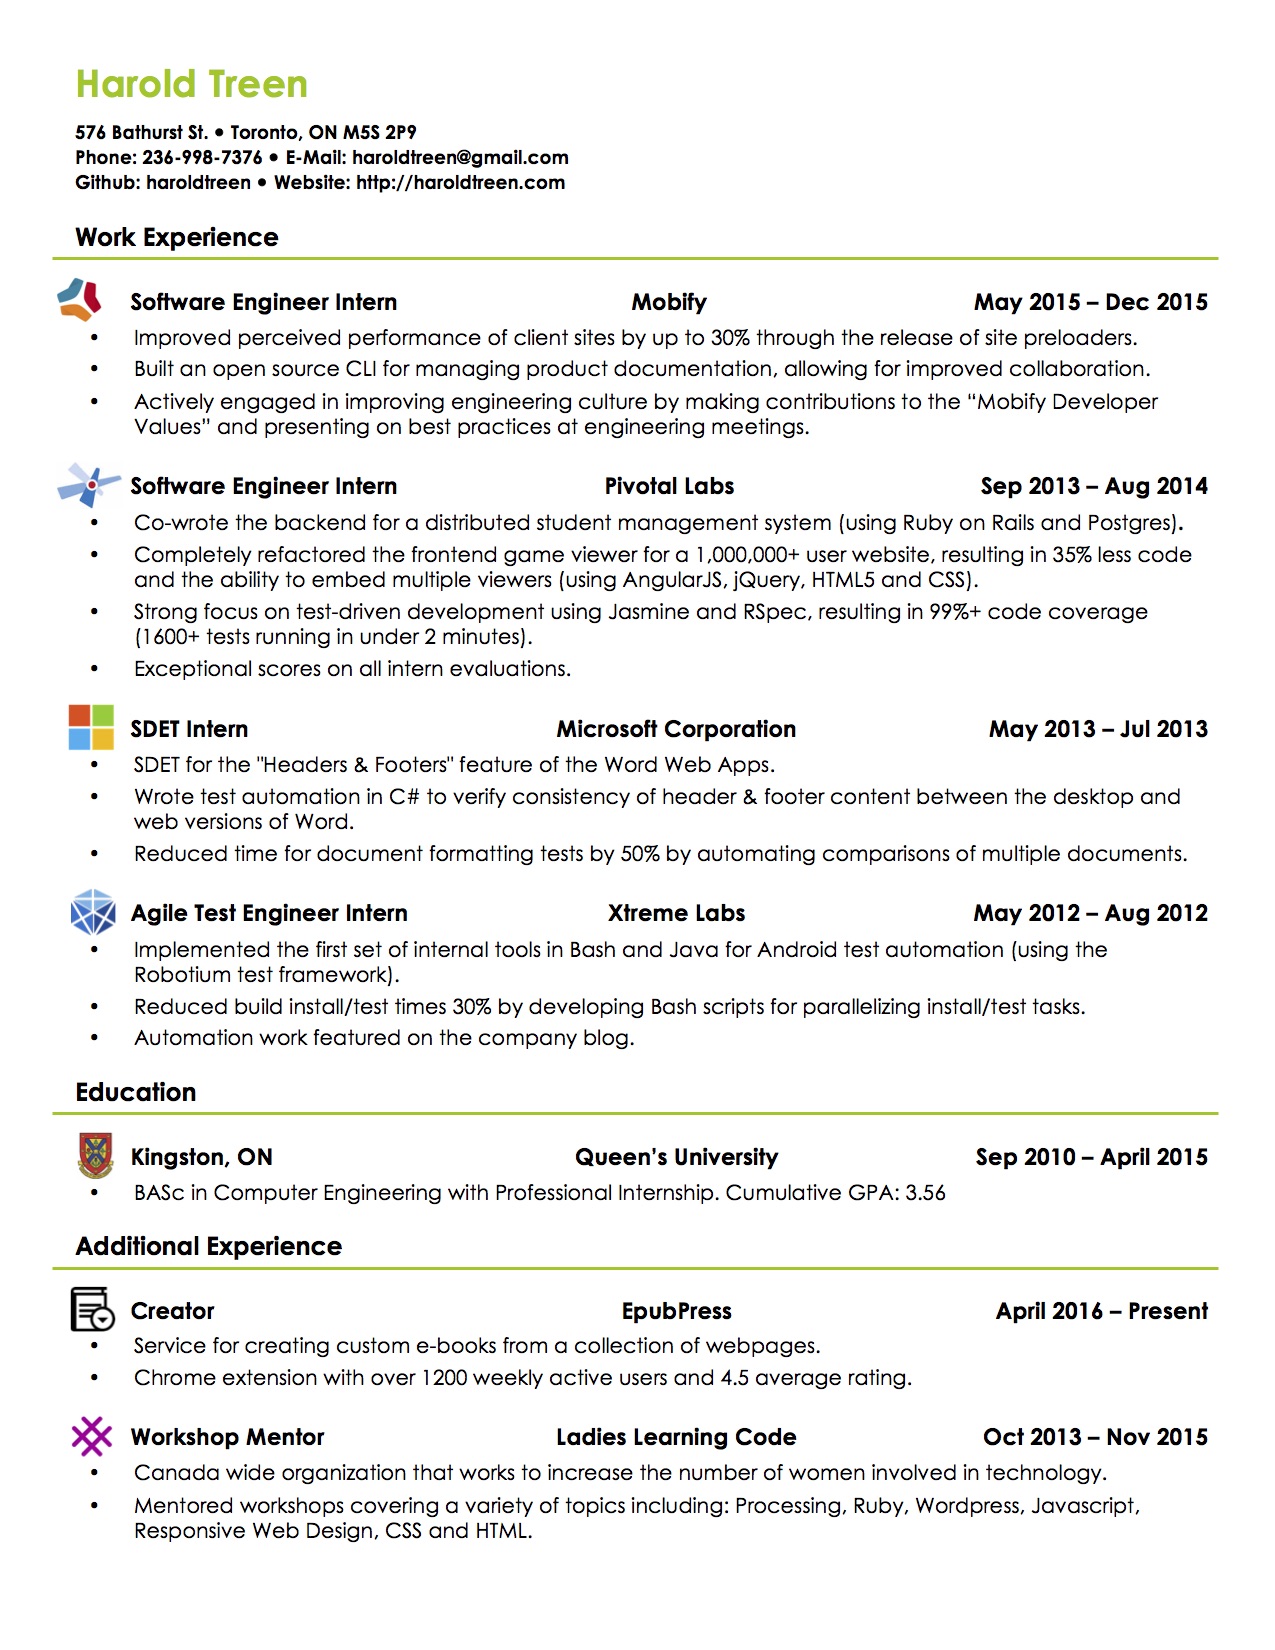 Harold Treen
576 Bathurst St. • Toronto, ON M5S 2P9
Phone: 236-998-7376 • E-Mail: haroldtreen@gmail.com
Github: haroldtreen • Website: http://haroldtreen.com
Work Experience
Software Engineer Intern Mobify May 2015 – Dec 2015
• Improved perceived performance of client sites by up to 30% through the release of site preloaders.
• Built an open source CLI for managing product documentation, allowing for improved collaboration.
• Actively engaged in improving engineering culture by making contributions to the “Mobify Developer
Values” and presenting on best practices at engineering meetings.
Software Engineer Intern Pivotal Labs Sep 2013 – Aug 2014
• Co-wrote the backend for a distributed student management system (using Ruby on Rails and Postgres).
• Completely refactored the frontend game viewer for a 1,000,000+ user website, resulting in 35% less code
and the ability to embed multiple viewers (using AngularJS, jQuery, HTML5 and CSS).
• Strong focus on test-driven development using Jasmine and RSpec, resulting in 99%+ code coverage
(1600+ tests running in under 2 minutes).
• Exceptional scores on all intern evaluations.
SDET Intern Microsoft Corporation May 2013 – Jul 2013
• SDET for the "Headers & Footers" feature of the Word Web Apps.
• Wrote test automation in C# to verify consistency of header & footer content between the desktop and
web versions of Word.
• Reduced time for document formatting tests by 50% by automating comparisons of multiple documents.
Agile Test Engineer Intern Xtreme Labs May 2012 – Aug 2012
• Implemented the first set of internal tools in Bash and Java for Android test automation (using the
Robotium test framework).
• Reduced build install/test times 30% by developing Bash scripts for parallelizing install/test tasks.
• Automation work featured on the company blog.
Education
Kingston, ON Queen’s University Sep 2010 – April 2015
• BASc in Computer Engineering with Professional Internship. Cumulative GPA: 3.56
Additional Experience
Creator EpubPress April 2016 – Present
• Service for creating custom e-books from a collection of webpages.
• Chrome extension with over 1200 weekly active users and 4.5 average rating.
Workshop Mentor Ladies Learning Code Oct 2013 – Nov 2015
• Canada wide organization that works to increase the number of women involved in technology.
• Mentored workshops covering a variety of topics including: Processing, Ruby, Wordpress, Javascript,
Responsive Web Design, CSS and HTML.